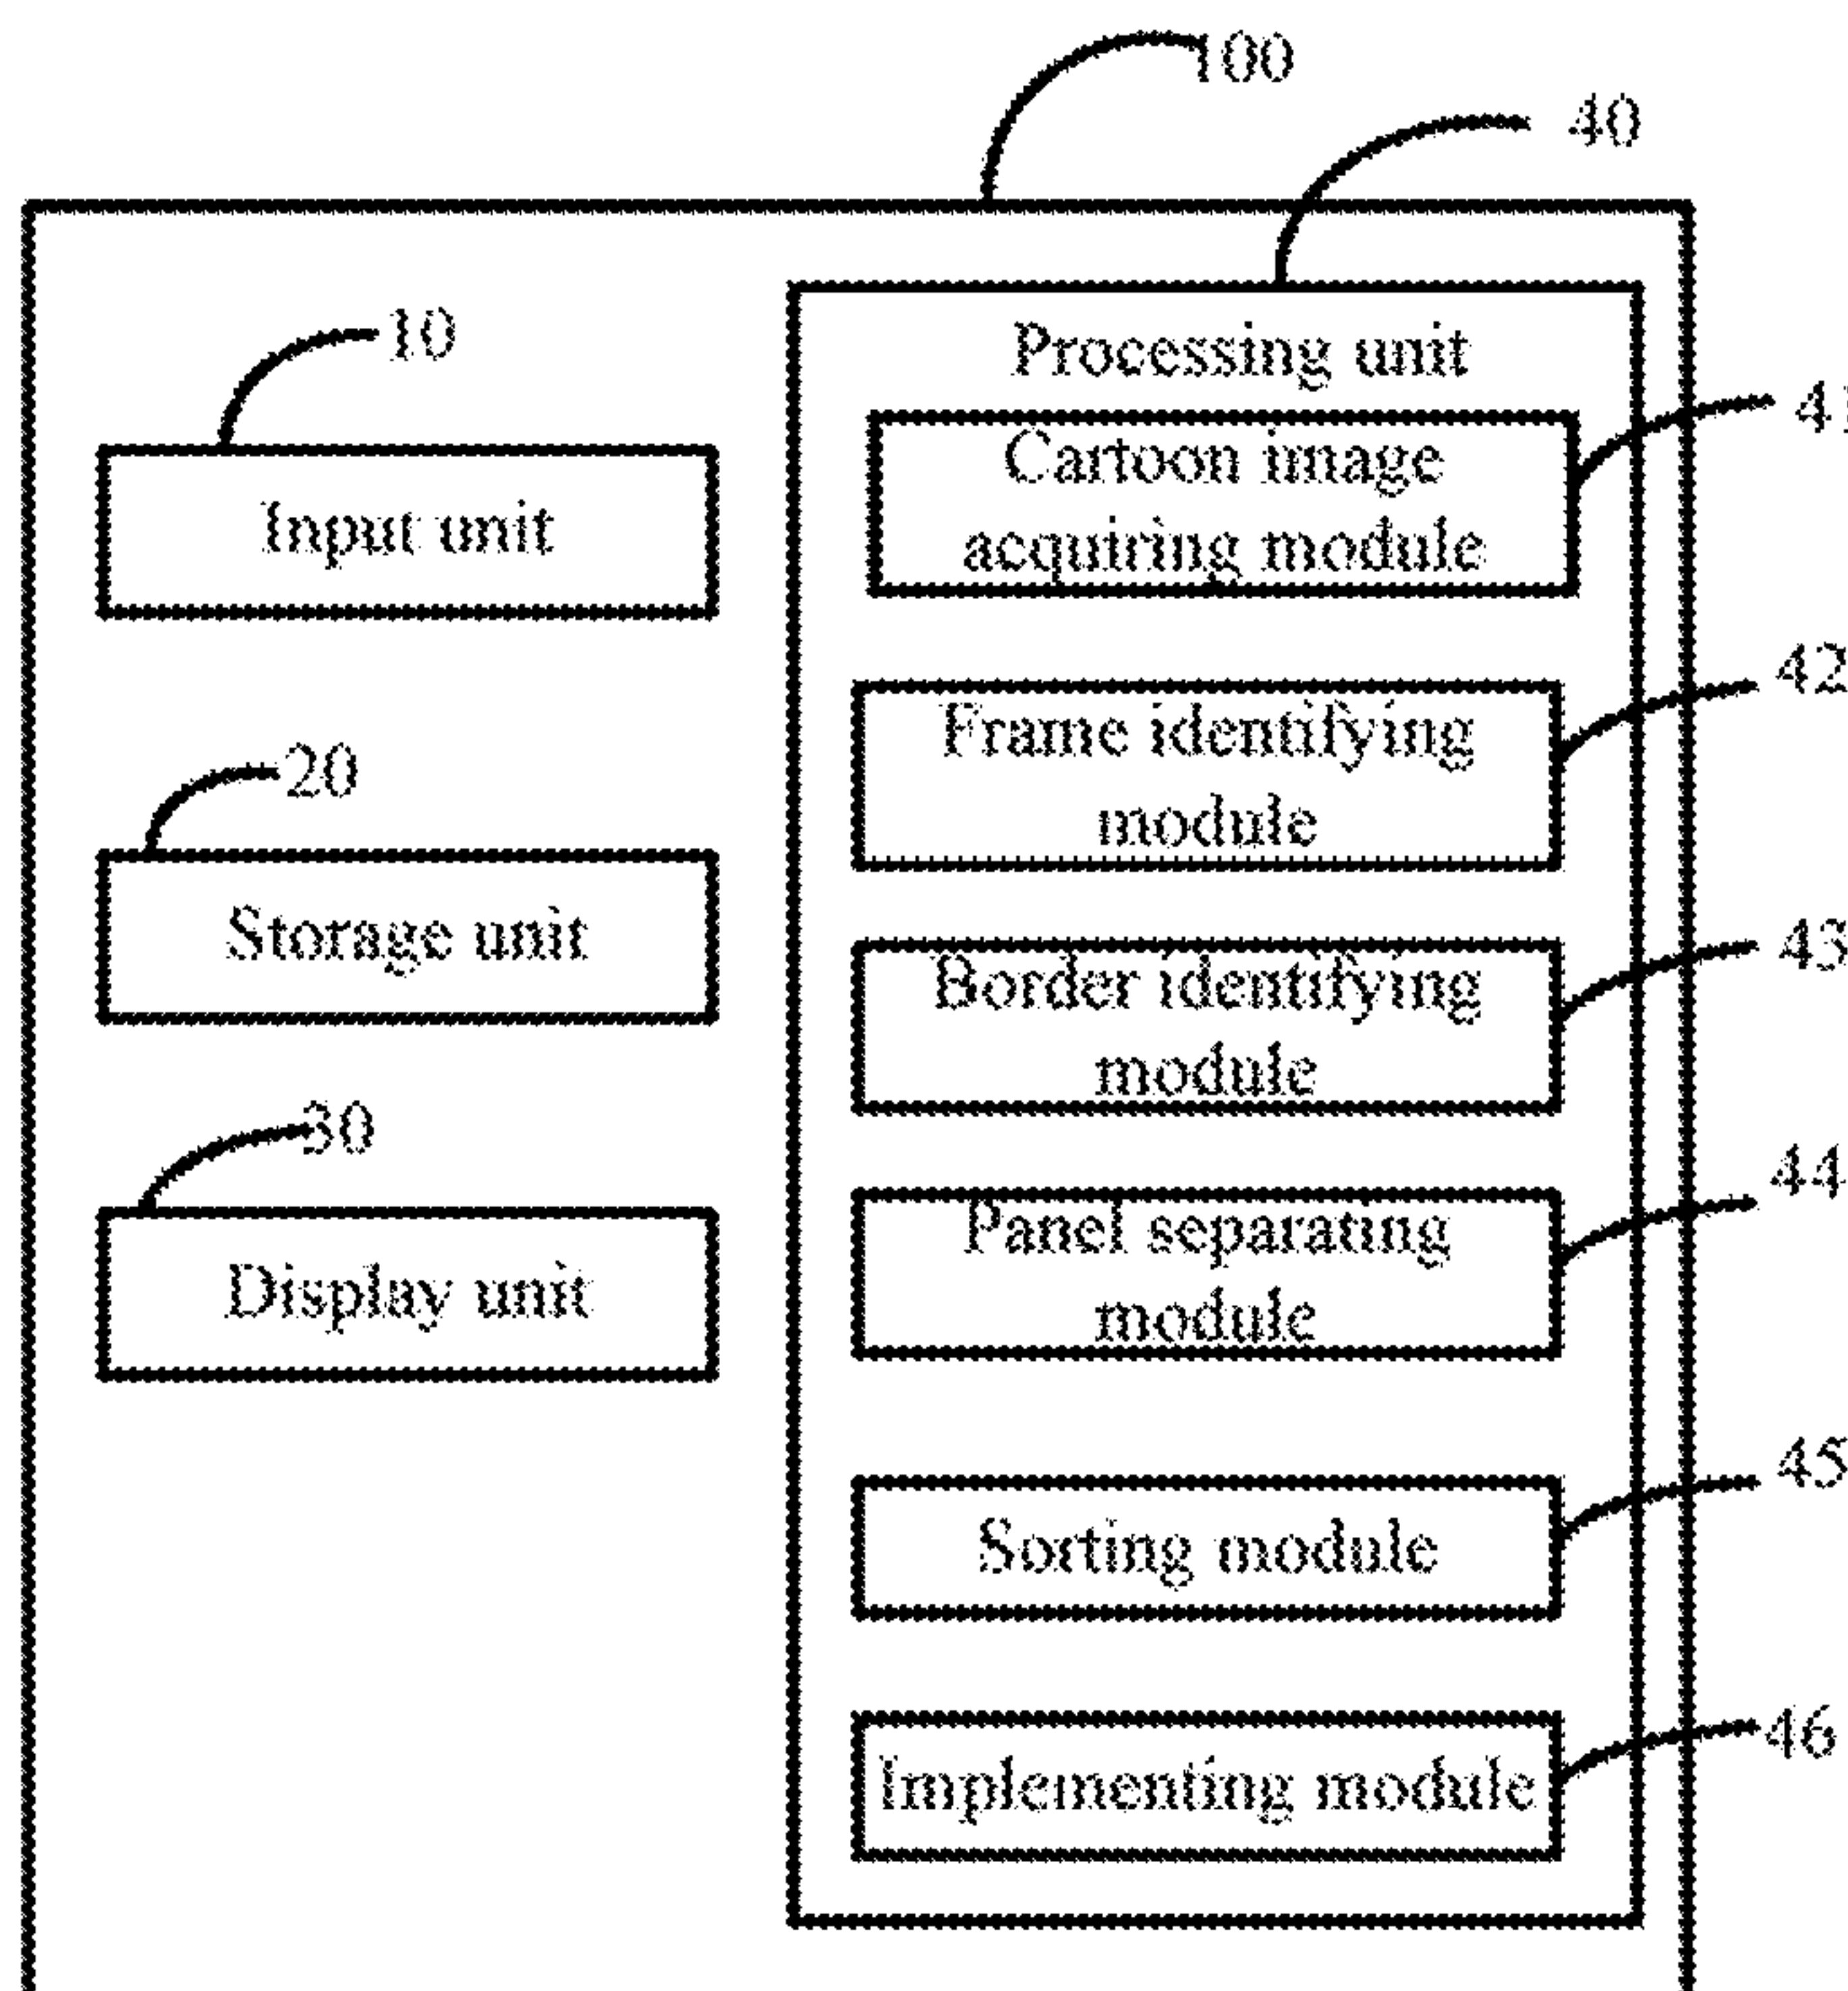 100
40
10
Input unit
20
Storage unit
30
Display unit
Processing unit
41
Cartoon image
acquiring module
42
Frame identifying
module
43
Border identifying
module
44
Panel separating
module
45
Sorting module
46
Implementing module